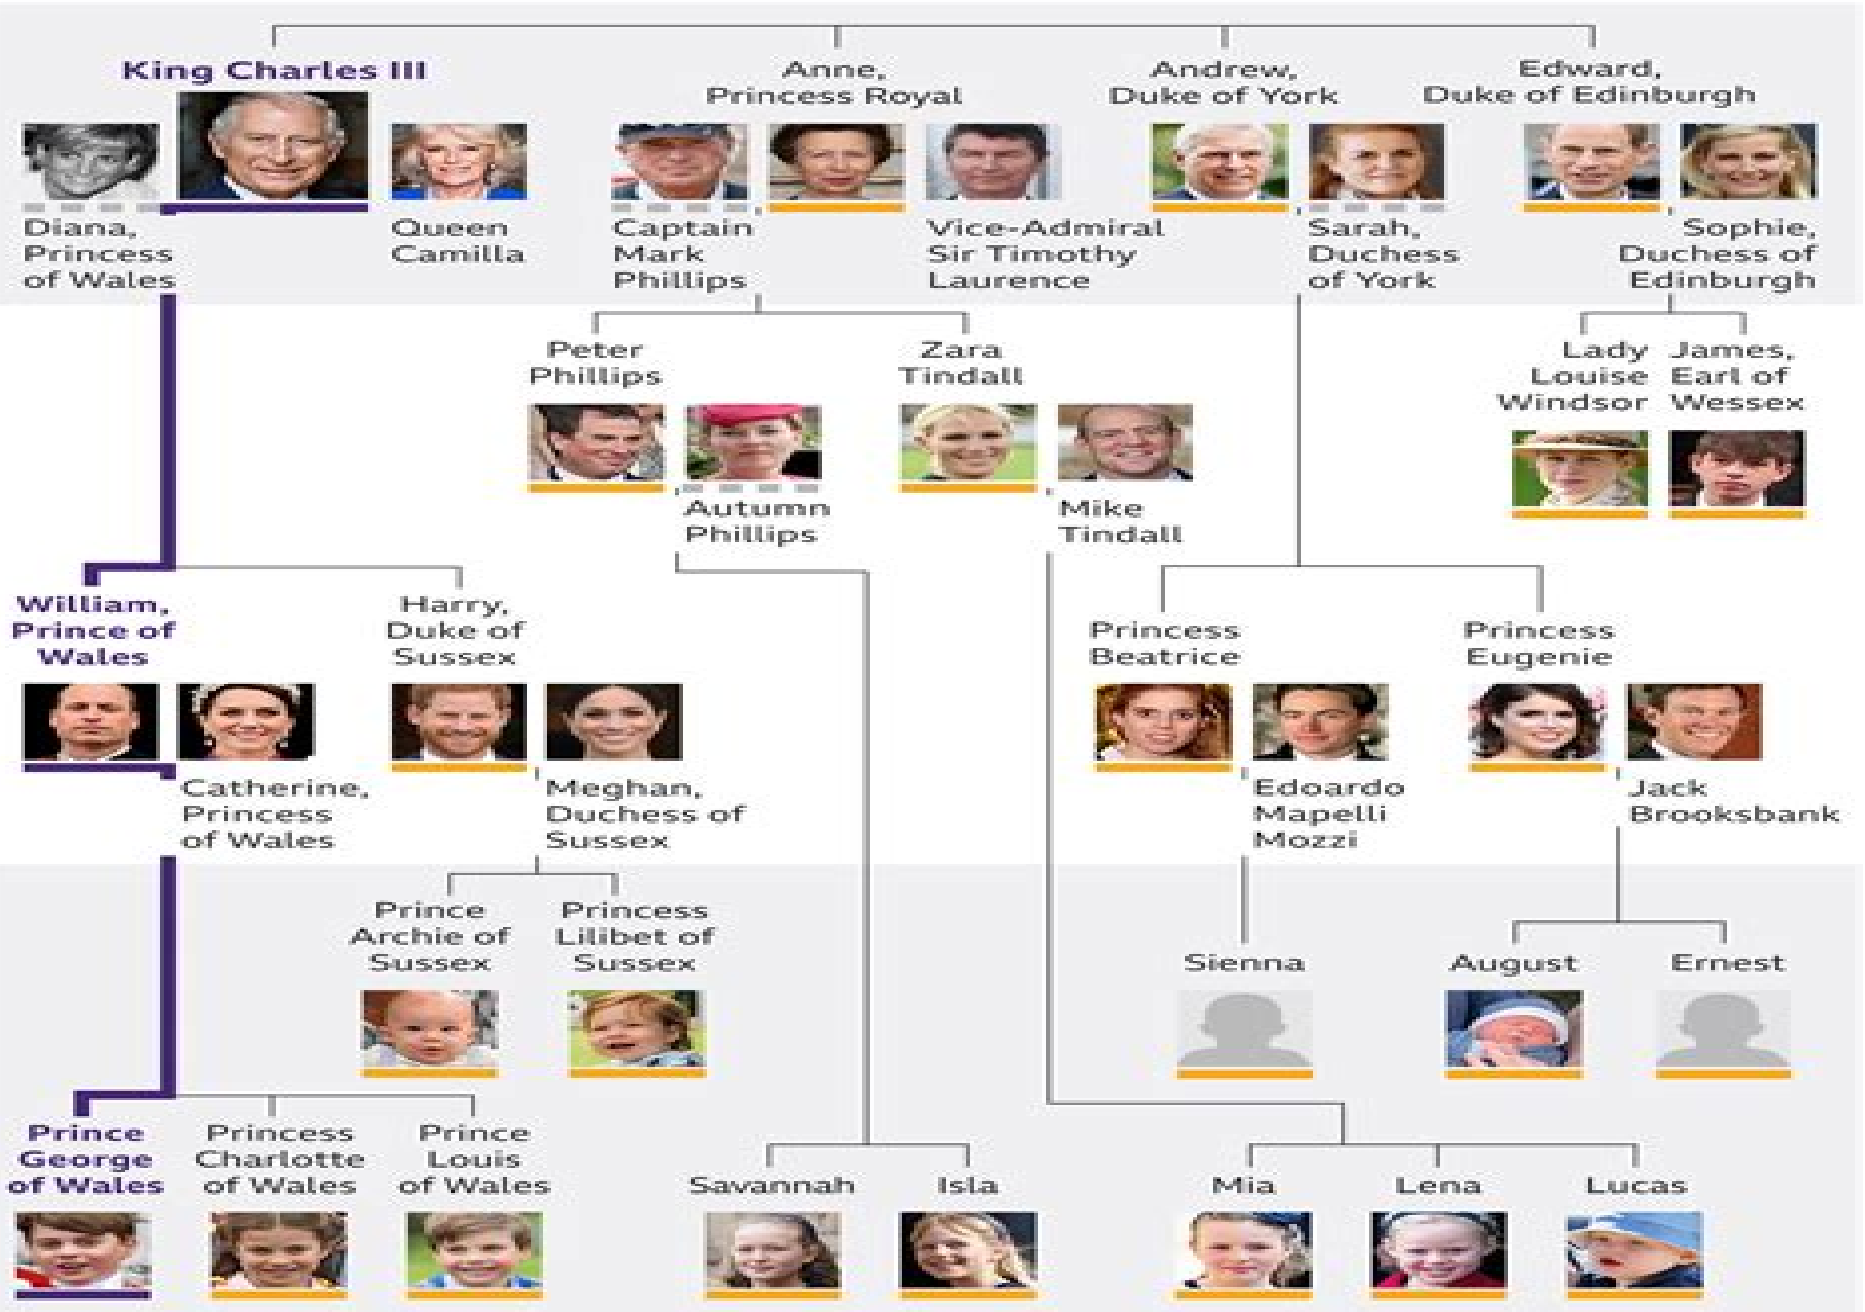 King Charles III
Anne,
Princess Royal
Andrew,
Duke of York
Edward,
Duke of Edinburgh
Diana,
Princess
of Wales
Queen
Camilla
Captain
Mark
Phillips
Vice-Admiral
Sir Timothy
Laurence
Sarah,
Duchess
of York
Sophie,
Duchess of
Edinburgh
Peter
Phillips
Zara
Tindall
Lady
Louise
Windsor
James,
Earl of
Wessex
Autumn
Phillips
Mike
Tindall
William,
Prince of
Wales
Harry,
Duke of
Sussex
Princess
Beatrice
Princess
Eugenie
Catherine,
Princess
of Wales
Meghan,
Duchess of
Sussex
Edoardo
Mapelli
Mozzi
Jack
Brooksbank
Prince
Archie of
Sussex
Princess
Lilibet of
Sussex
Sienna
August
Ernest
Prince
George
of Wales
Princess
Charlotte
of Wales
Prince
Louis
of Wales
Savannah
Isla
Mia
Lena
Lucas